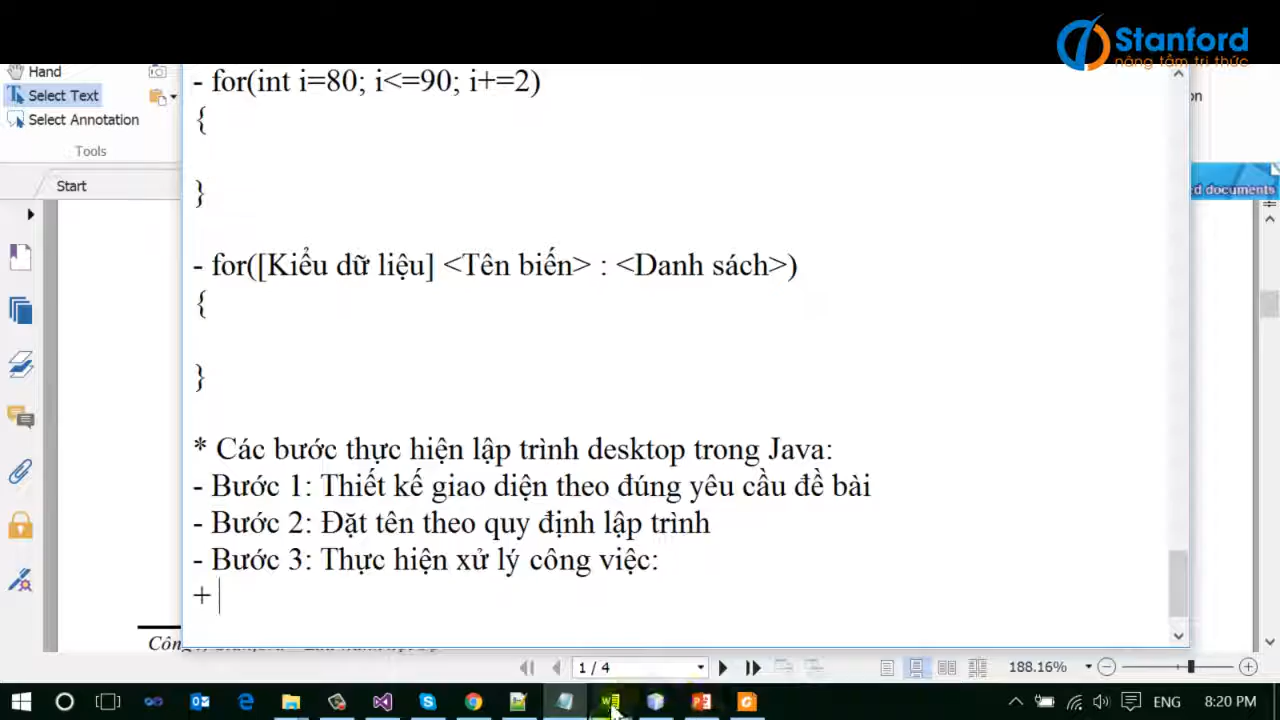 Stanford
nâng tầm tri thức
Hand
Select Text
Select Annotation
Tools
Start
on
d documents
- for(int i=80; i<=90; i+=2)
{
}
- for([Kiểu dữ liệu] <Tên biến> : <Danh sách>)
{
}
* Các bước thực hiện lập trình desktop trong Java:
- Bước 1: Thiết kế giao diện theo đúng yêu cầu đề bài
- Bước 2: Đặt tên theo quy định lập trình
- Bước 3: Thực hiện xử lý công việc:
+
1 / 4
188.16%
ENG
8:20 PM